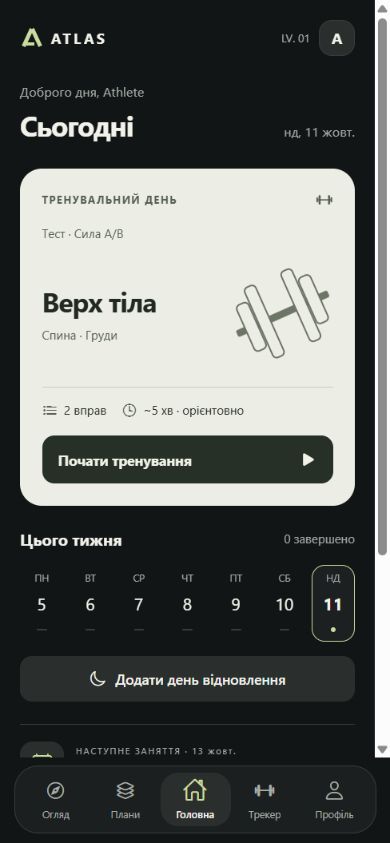 ATLAS
LV. 01 A
Доброго дня, Athlete
Сьогодні
нд, 11 жовт.
ТРЕНУВАЛЬНИЙ ДЕНЬ
Тест · Сила А/В
Верх тіла
Спина · Груди
2 вправ ~5 хв · орієнтовно
Почати тренування
Цього тижня 0 завершено
ПН ВТ СР ЧТ ПТ СБ НД
5 6 7 8 9 10 11
Додати день відновлення
НАСТУПНЕ ЗАНЯТТЯ · 13 жовт.
Огляд Плани Головна Трекер Профіль